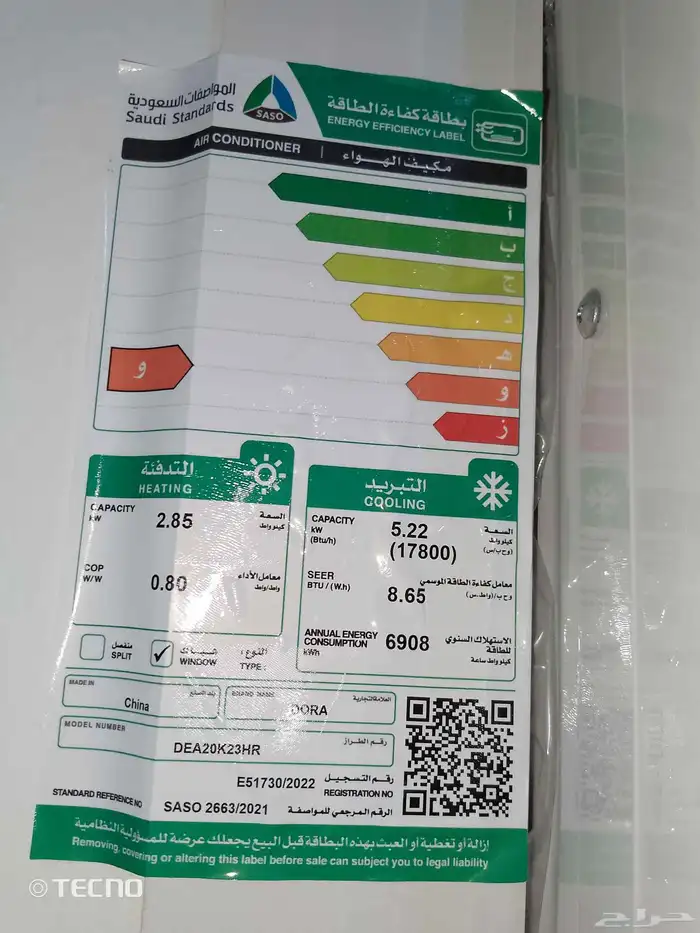 المواصفات السعودية
Saudi Standards
SASO
بطاقة كفاءة الطاقة
ENERGY EFFICIENCY LABEL
AIR CONDITIONER | مكيف الهواء
أ
ب
ج
د
هـ
و
و
ز
التدفئة
HEATING
CAPACITY
kW
2.85
السعة
كيلوواط
COP
W/W
0.80
معامل الأداء
واط/واط
التبريد
COOLING
CAPACITY
kW
(Btu/h)
5.22
(17800)
السعة
كيلوواط
(وحب/س)
SEER
BTU / (W.h)
8.65
معامل كفاءة الطاقة الموسمي
وحب/(واط.س)
ANNUAL ENERGY
CONSUMPTION
kWh
6908
الاستهلاك السنوي
للطاقة
كيلوواط ساعة
منفصل
SPLIT
✓
شباك
WINDOW
النوع:
TYPE:
MADE IN
بلد الصنع
China
BRAND NAME
العلامة التجارية
DORA
MODEL NUMBER
رقم الطراز
DEA20K23HR
E51730/2022
رقم التسجيل
REGISTRATION NO
STANDARD REFERENCE NO
SASO 2663/2021
الرقم المرجعي للمواصفة
إزالة أو تغطية أو العبث بهذه البطاقة قبل البيع يجعلك عرضة للمسؤولية النظامية
Removing, covering or altering this label before sale can subject you to legal liability
TECNO
حراج